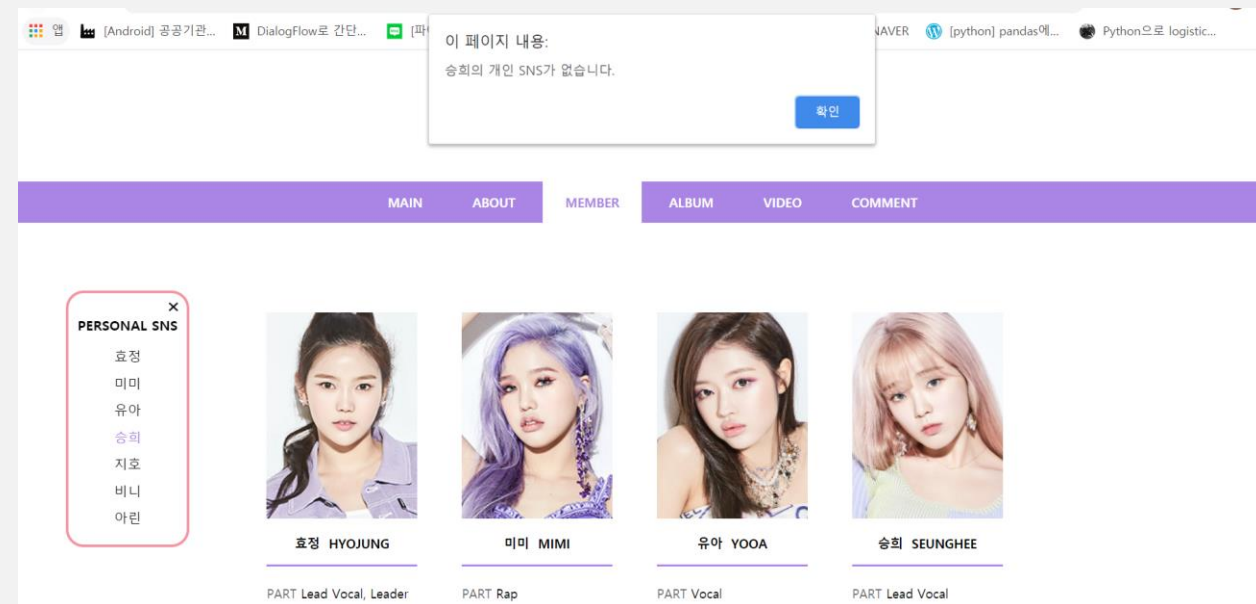 앱 [Android] 공공기관... M DialogFlow로 간단... NAVER [python] pandas에... Python으로 logistic...
이 페이지 내용:
승희의 개인 SNS가 없습니다.
확인
MAIN ABOUT MEMBER ALBUM VIDEO COMMENT
PERSONAL SNS
효정
미미
유아
승희
지호
비니
아린
효정 HYOJUNG 미미 MIMI 유아 YOOA 승희 SEUNGHEE
PART Lead Vocal, Leader PART Rap PART Vocal PART Lead Vocal